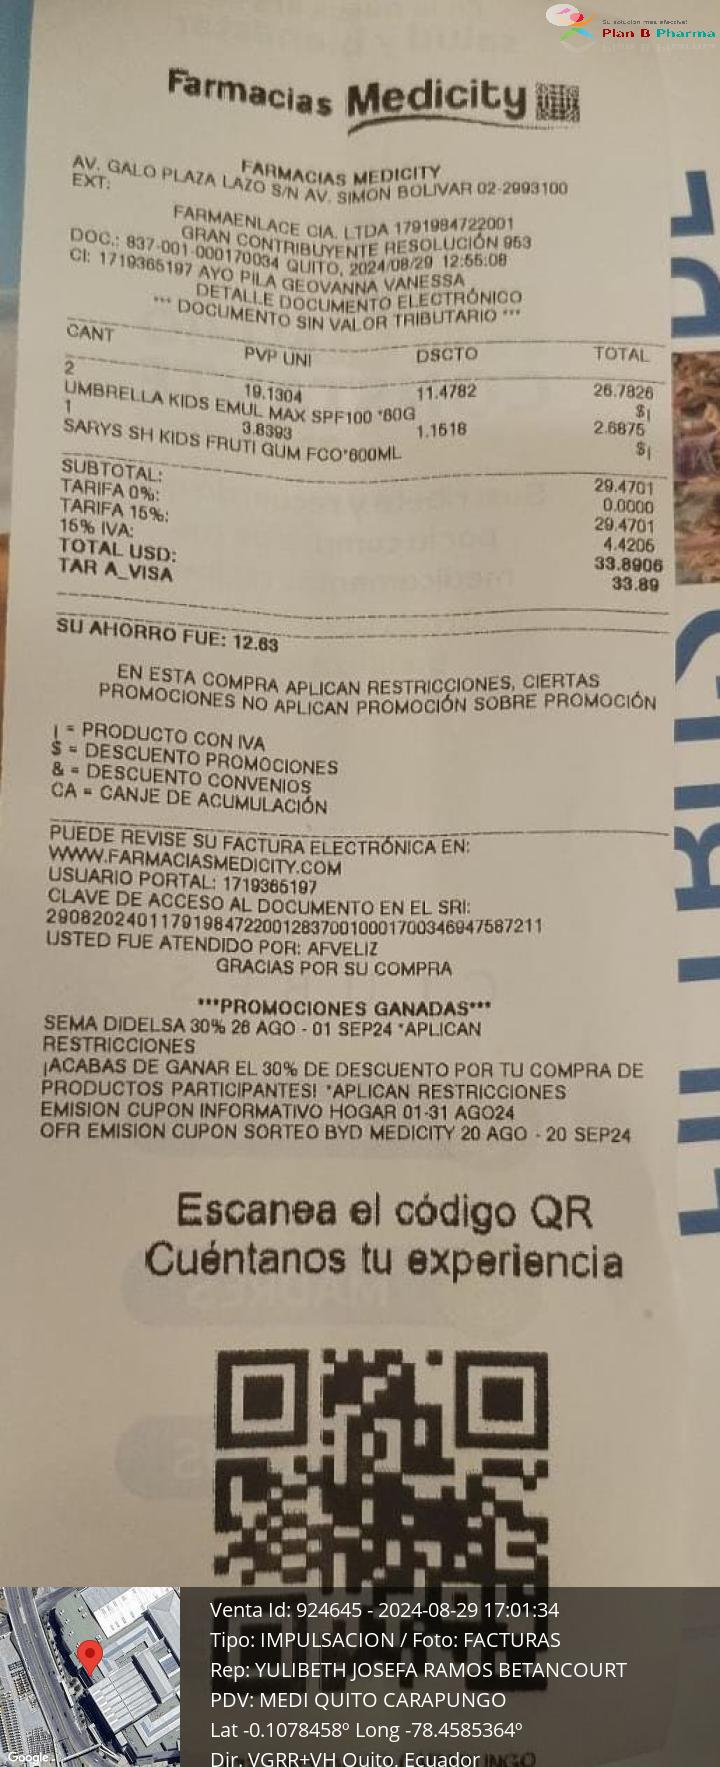 Su solucion mas efectiva!
Plan B Pharma
Farmacias Medicity
FARMACIAS MEDICITY
AV. GALO PLAZA LAZO S/N AV. SIMON BOLIVAR 02-2993100
EXT:
FARMAENLACE CIA. LTDA 1791984722001
GRAN CONTRIBUYENTE RESOLUCIÓN 953
DOC.: 837-001-000170034 QUITO, 2024/08/29 12:55:08
CI: 1719365197 AYO PILA GEOVANNA VANESSA
DETALLE DOCUMENTO ELECTRÓNICO
*** DOCUMENTO SIN VALOR TRIBUTARIO ***
CANT PVP UNI DSCTO TOTAL
2 19.1304 11.4782 26.7826
UMBRELLA KIDS EMUL MAX SPF100 *60G $¡
1 3.8393 1.1518 2.6875
SARYS SH KIDS FRUTI GUM FCO*600ML $¡
SUBTOTAL: 29.4701
TARIFA 0%: 0.0000
TARIFA 15%: 29.4701
15% IVA: 4.4205
TOTAL USD: 33.8906
TAR A_VISA 33.89
SU AHORRO FUE: 12.63
EN ESTA COMPRA APLICAN RESTRICCIONES, CIERTAS
PROMOCIONES NO APLICAN PROMOCIÓN SOBRE PROMOCIÓN
¡ = PRODUCTO CON IVA
$ = DESCUENTO PROMOCIONES
& = DESCUENTO CONVENIOS
CA = CANJE DE ACUMULACIÓN
PUEDE REVISE SU FACTURA ELECTRÓNICA EN:
WWW.FARMACIASMEDICITY.COM
USUARIO PORTAL: 1719365197
CLAVE DE ACCESO AL DOCUMENTO EN EL SRI:
2908202401179198472200128370010001700346947587211
USTED FUE ATENDIDO POR: AFVELIZ
GRACIAS POR SU COMPRA
***PROMOCIONES GANADAS***
SEMA DIDELSA 30% 26 AGO - 01 SEP24 *APLICAN
RESTRICCIONES
¡ACABAS DE GANAR EL 30% DE DESCUENTO POR TU COMPRA DE
PRODUCTOS PARTICIPANTES! *APLICAN RESTRICCIONES
EMISION CUPON INFORMATIVO HOGAR 01-31 AGO24
OFR EMISION CUPON SORTEO BYD MEDICITY 20 AGO - 20 SEP24
Escanea el código QR
Cuéntanos tu experiencia
Venta Id: 924645 - 2024-08-29 17:01:34
Tipo: IMPULSACION / Foto: FACTURAS
Rep: YULIBETH JOSEFA RAMOS BETANCOURT
PDV: MEDI QUITO CARAPUNGO
Lat -0.1078458º Long -78.4585364º
Dir. VGRR+VH Quito, Ecuador
Google